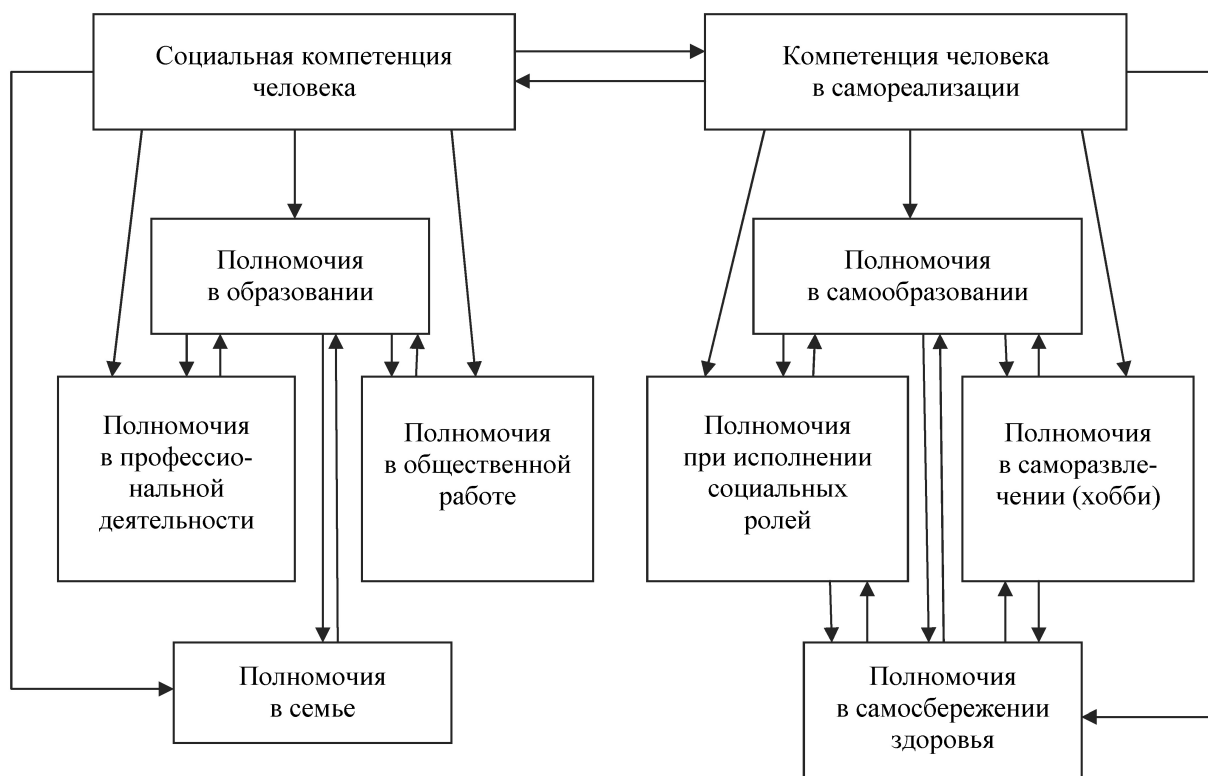 Социальная компетенция
человека
Компетенция человека
в самореализации
Полномочия
в образовании
Полномочия
в самообразовании
Полномочия
в профессио-
нальной
деятельности
Полномочия
в общественной
работе
Полномочия
при исполнении
социальных
ролей
Полномочия
в саморазвле-
чении (хобби)
Полномочия
в семье
Полномочия
в самосбережении
здоровья